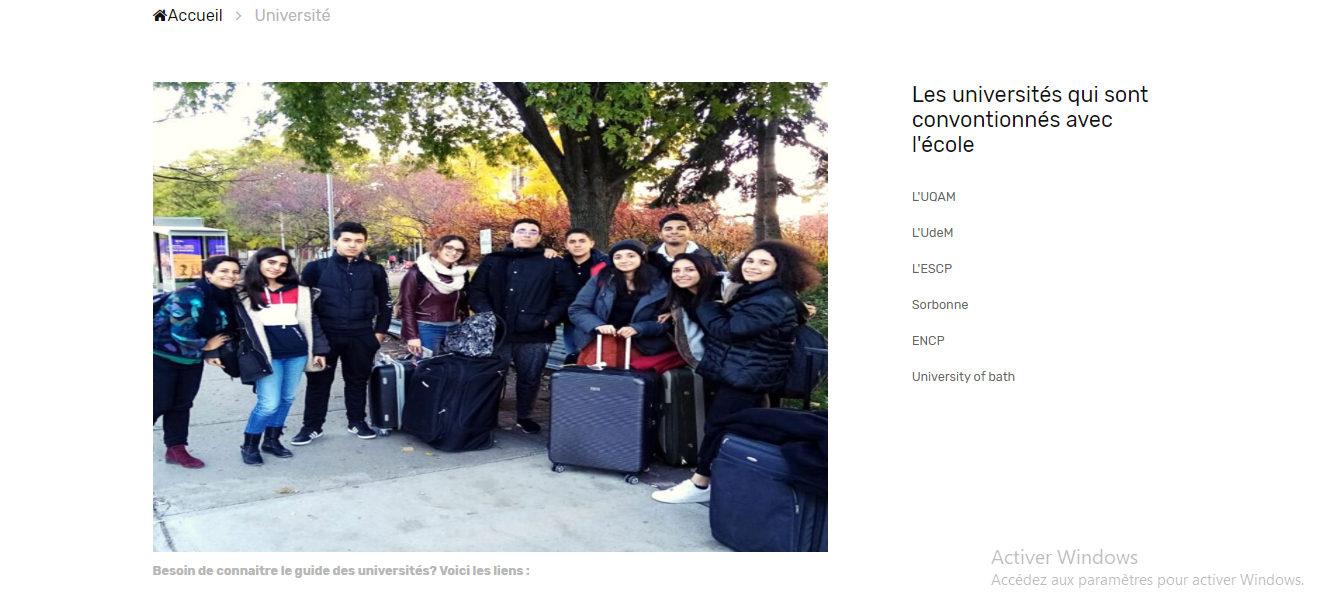 Accueil > Université
Les universités qui sont
convontionnés avec
l'école
L'UQAM
L'UdeM
L'ESCP
Sorbonne
ENCP
University of bath
Besoin de connaitre le guide des universités? Voici les liens :
Activer Windows
Accédez aux paramètres pour activer Windows.